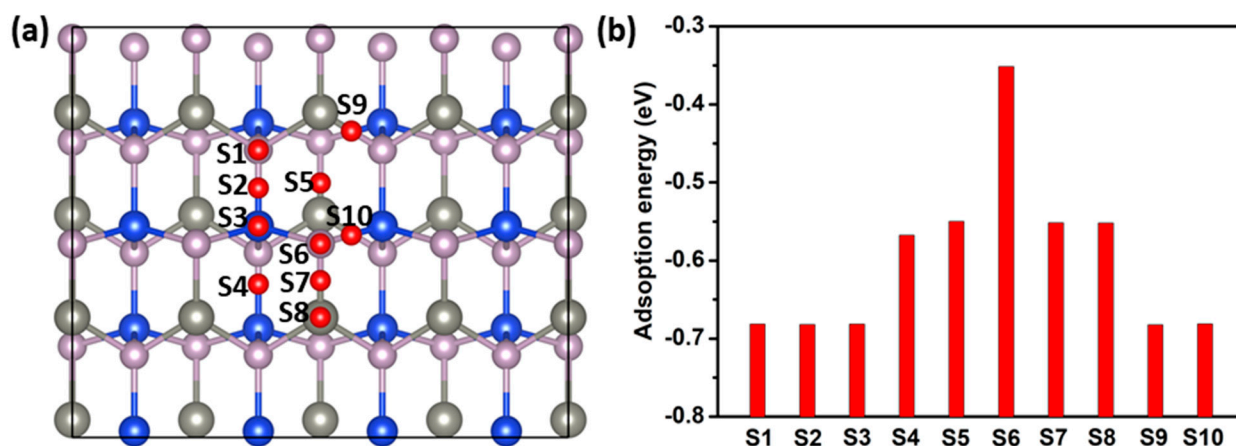 (a)
S9
S1
S2
S5
S3
S10
S6
S4
S7
S8
(b)
Adsoption energy (eV)
-0.3
-0.4
-0.5
-0.6
-0.7
-0.8
S1 S2 S3 S4 S5 S6 S7 S8 S9 S10